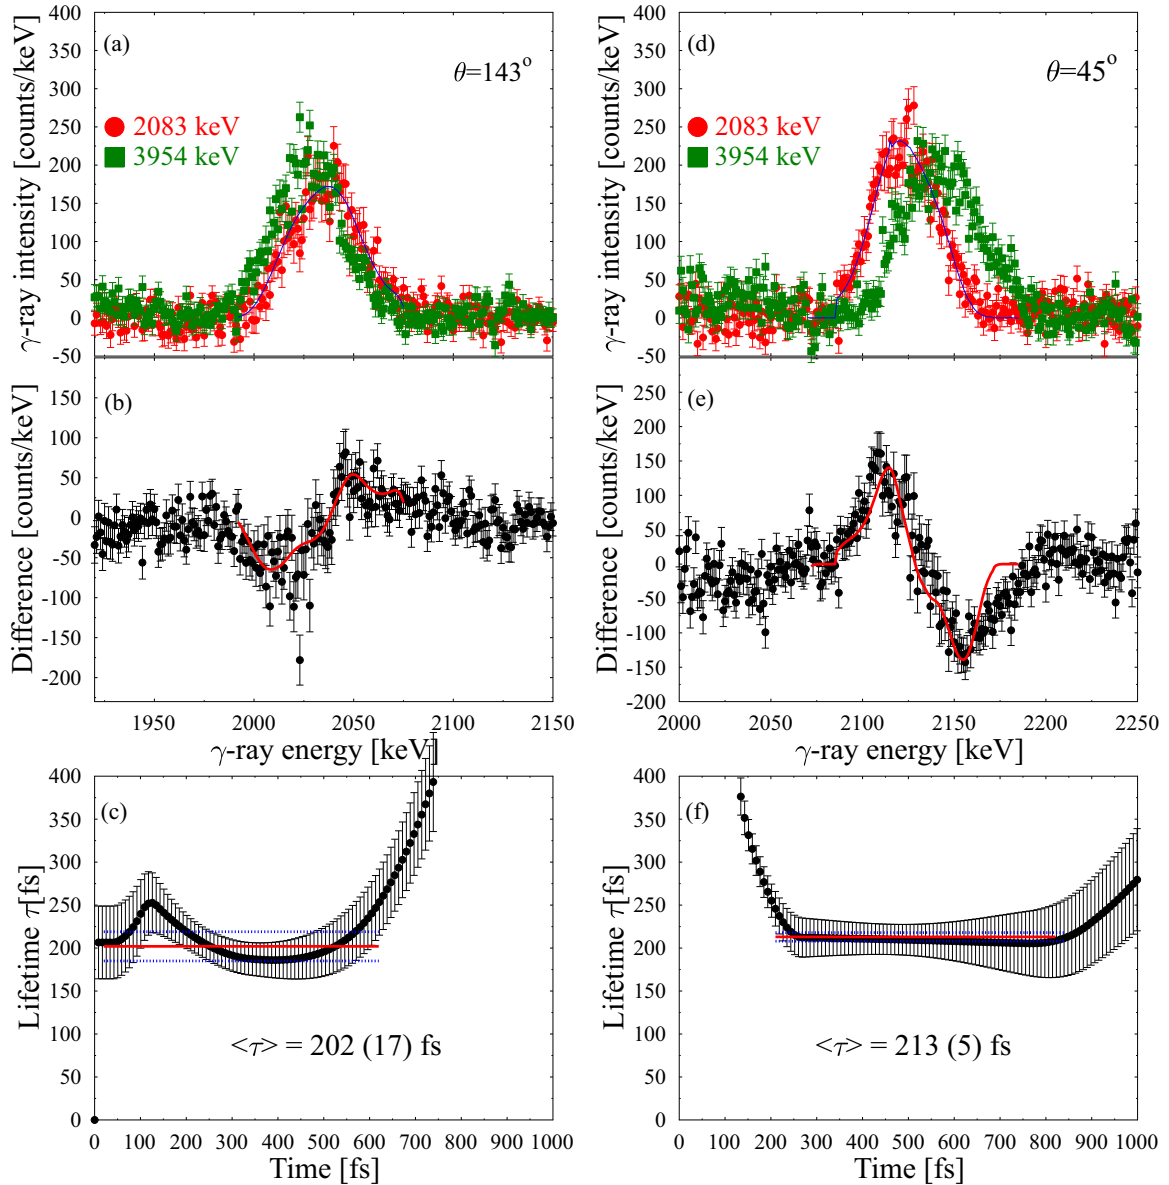 (a)
θ=143°
2083 keV
3954 keV
γ-ray intensity [counts/keV]
400
350
300
250
200
150
100
50
0
-50
(d)
θ=45°
2083 keV
3954 keV
γ-ray intensity [counts/keV]
400
350
300
250
200
150
100
50
0
-50
(b)
Difference [counts/keV]
150
100
50
0
-50
-100
-150
-200
1950 2000 2050 2100 2150
γ-ray energy [keV]
(e)
Difference [counts/keV]
250
200
150
100
50
0
-50
-100
-150
-200
2000 2050 2100 2150 2200 2250
γ-ray energy [keV]
(c)
Lifetime τ[fs]
400
350
300
250
200
150
100
50
0
<τ> = 202 (17) fs
0 100 200 300 400 500 600 700 800 900 1000
Time [fs]
(f)
Lifetime τ[fs]
400
350
300
250
200
150
100
50
0
<τ> = 213 (5) fs
0 100 200 300 400 500 600 700 800 900 1000
Time [fs]